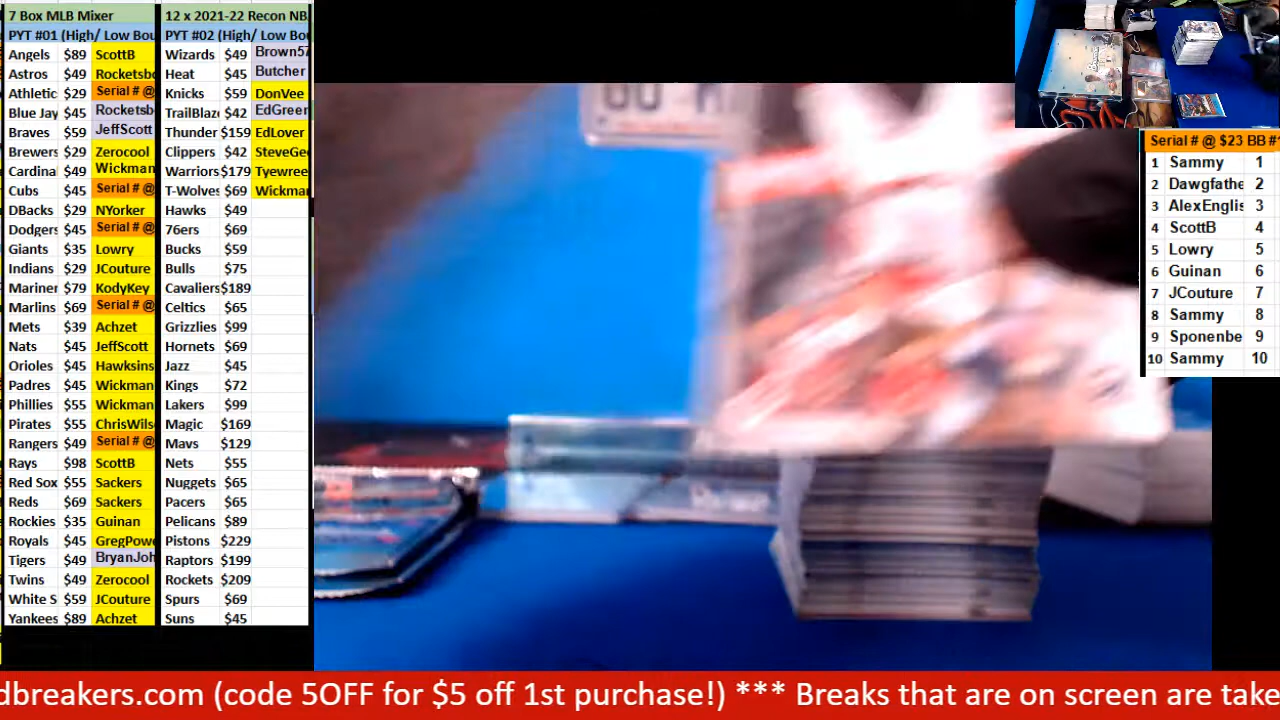 7 Box MLB Mixer
PYT #01 (High/ Low Bou
Angels $89 ScottB
Astros $49 Rocketsbo
Athletic $29 Serial # @
Blue Jay $45 Rocketsb
Braves $59 JeffScott
Brewers $29 Zerocool
Cardina $49 Wickman
Cubs $45 Serial # @
DBacks $29 NYorker
Dodgers $45 Serial # @
Giants $35 Lowry
Indians $29 JCouture
Mariner $79 KodyKey
Marlins $69 Serial # @
Mets $39 Achzet
Nats $45 JeffScott
Orioles $45 Hawksins
Padres $45 Wickman
Phillies $55 Wickman
Pirates $55 ChrisWils
Rangers $49 Serial # @
Rays $98 ScottB
Red Sox $55 Sackers
Reds $69 Sackers
Rockies $35 Guinan
Royals $45 GregPowe
Tigers $49 BryanJoh
Twins $49 Zerocool
White S $59 JCouture
Yankees $89 Achzet
12 x 2021-22 Recon NB
PYT #02 (High/ Low Bou
Wizards $49 Brown57
Heat $45 Butcher
Knicks $59 DonVee
TrailBlaz $42 EdGreen
Thunder $159 EdLover
Clippers $42 SteveGe
Warriors $179 Tyewree
T-Wolves $69 Wickmar
Hawks $49
76ers $69
Bucks $59
Bulls $75
Cavaliers $189
Celtics $65
Grizzlies $99
Hornets $69
Jazz $45
Kings $72
Lakers $99
Magic $169
Mavs $129
Nets $55
Nuggets $65
Pacers $65
Pelicans $89
Pistons $229
Raptors $199
Rockets $209
Spurs $69
Suns $45
Serial # @ $23 BB #
1 Sammy 1
2 Dawgfathe 2
3 AlexEnglis 3
4 ScottB 4
5 Lowry 5
6 Guinan 6
7 JCouture 7
8 Sammy 8
9 Sponenbe 9
10 Sammy 10
dbreakers.com (code 5OFF for $5 off 1st purchase!) *** Breaks that are on screen are take